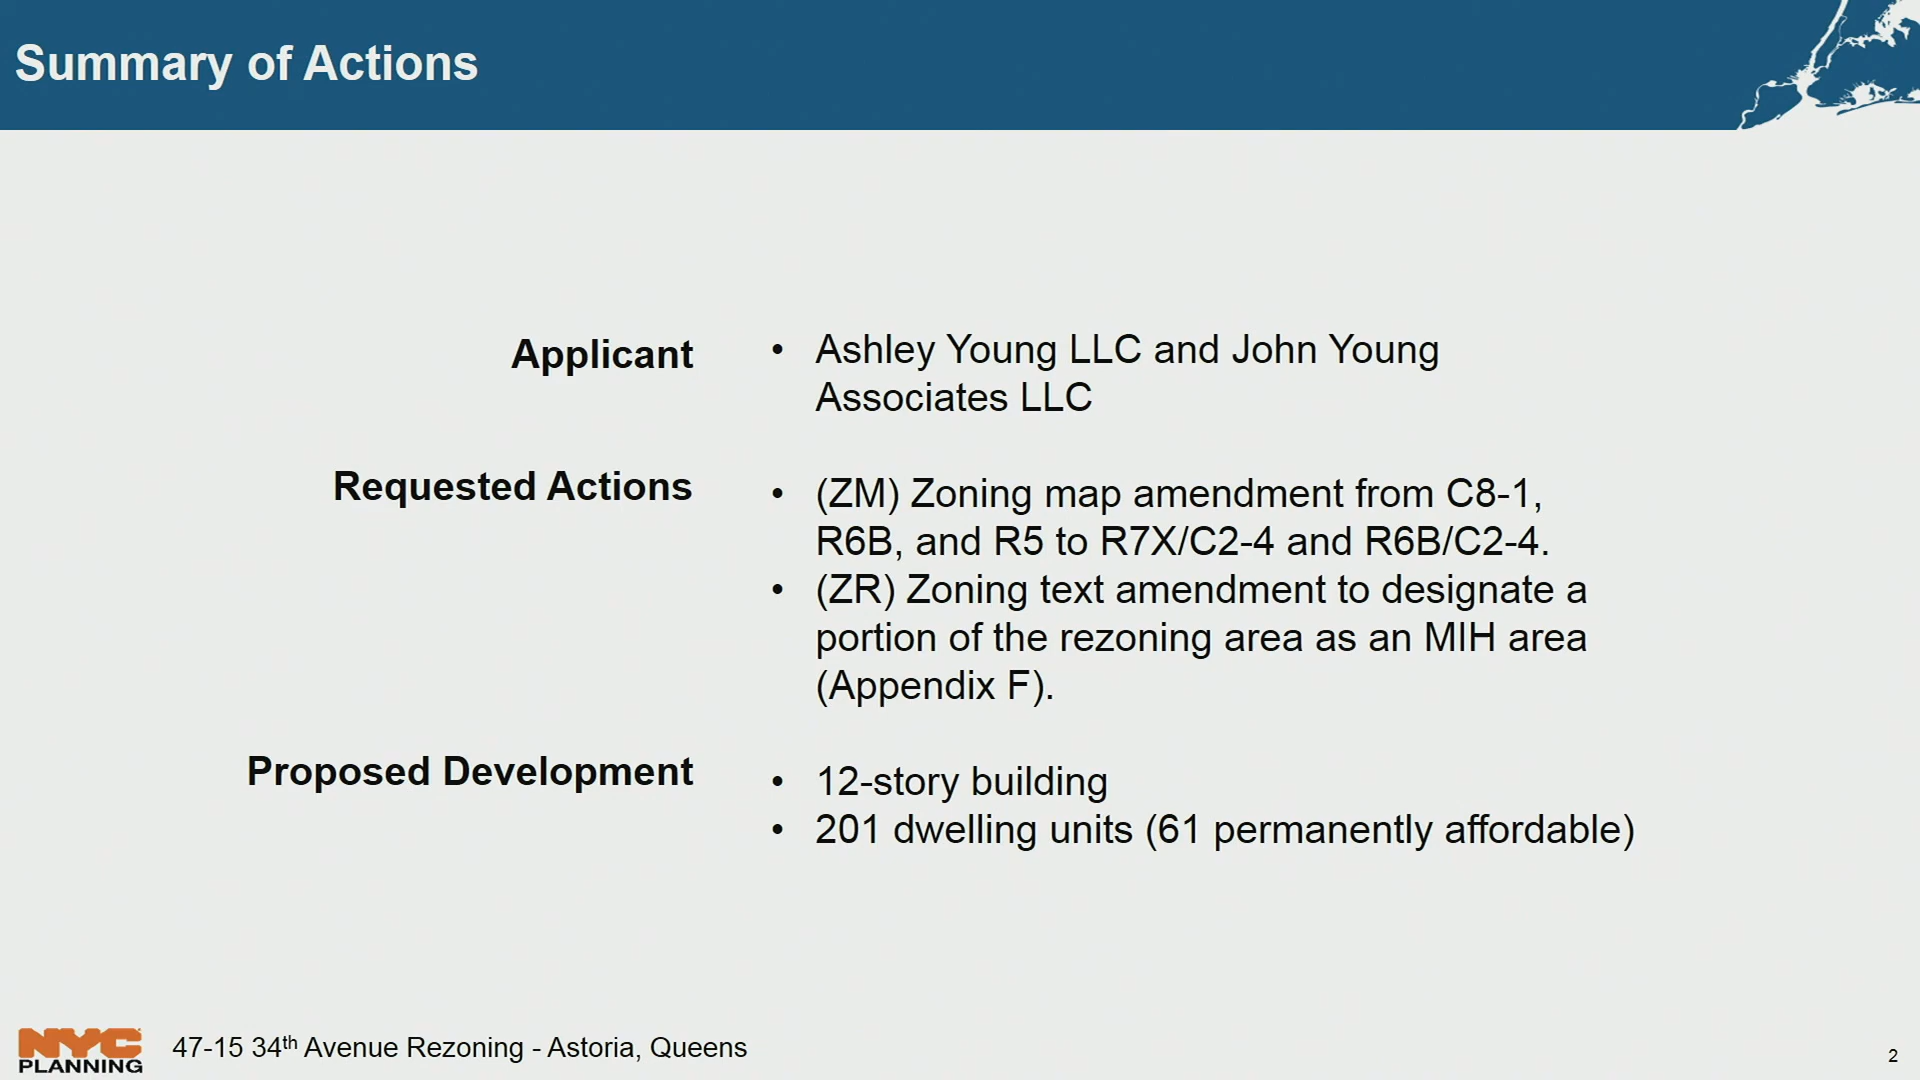 Summary of Actions
Applicant
• Ashley Young LLC and John Young
Associates LLC
Requested Actions
• (ZM) Zoning map amendment from C8-1,
R6B, and R5 to R7X/C2-4 and R6B/C2-4.
• (ZR) Zoning text amendment to designate a
portion of the rezoning area as an MIH area
(Appendix F).
Proposed Development
• 12-story building
• 201 dwelling units (61 permanently affordable)
NYC
PLANNING
47-15 34th Avenue Rezoning - Astoria, Queens
2